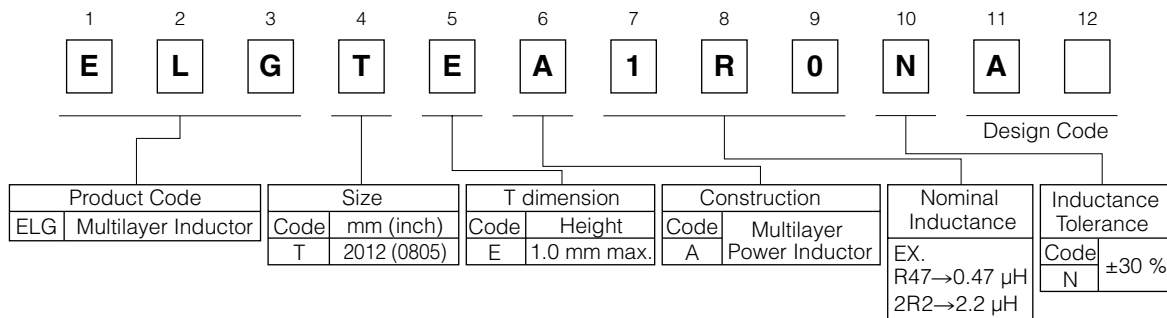 1 2 3 4 5 6 7 8 9 10 11 12
E L G T E A 1 R 0 N A
Design Code
Product Code
ELG Multilayer Inductor
Size
Code mm (inch)
T 2012 (0805)
T dimension
Code Height
E 1.0 mm max.
Construction
Code Multilayer
A Power Inductor
Nominal
Inductance
EX.
R47→0.47 µH
2R2→2.2 µH
Inductance
Tolerance
Code ±30 %
N